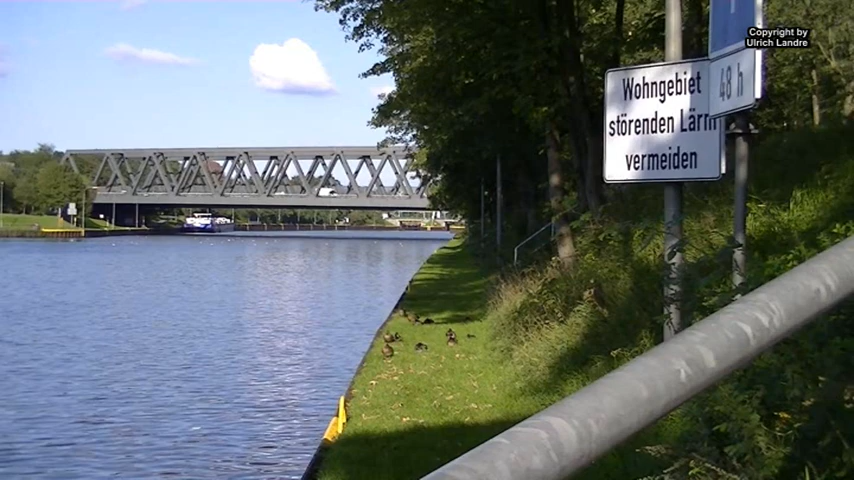 Copyright by
Ulrich Landre
48 h
Wohngebiet
störenden Lärm
vermeiden